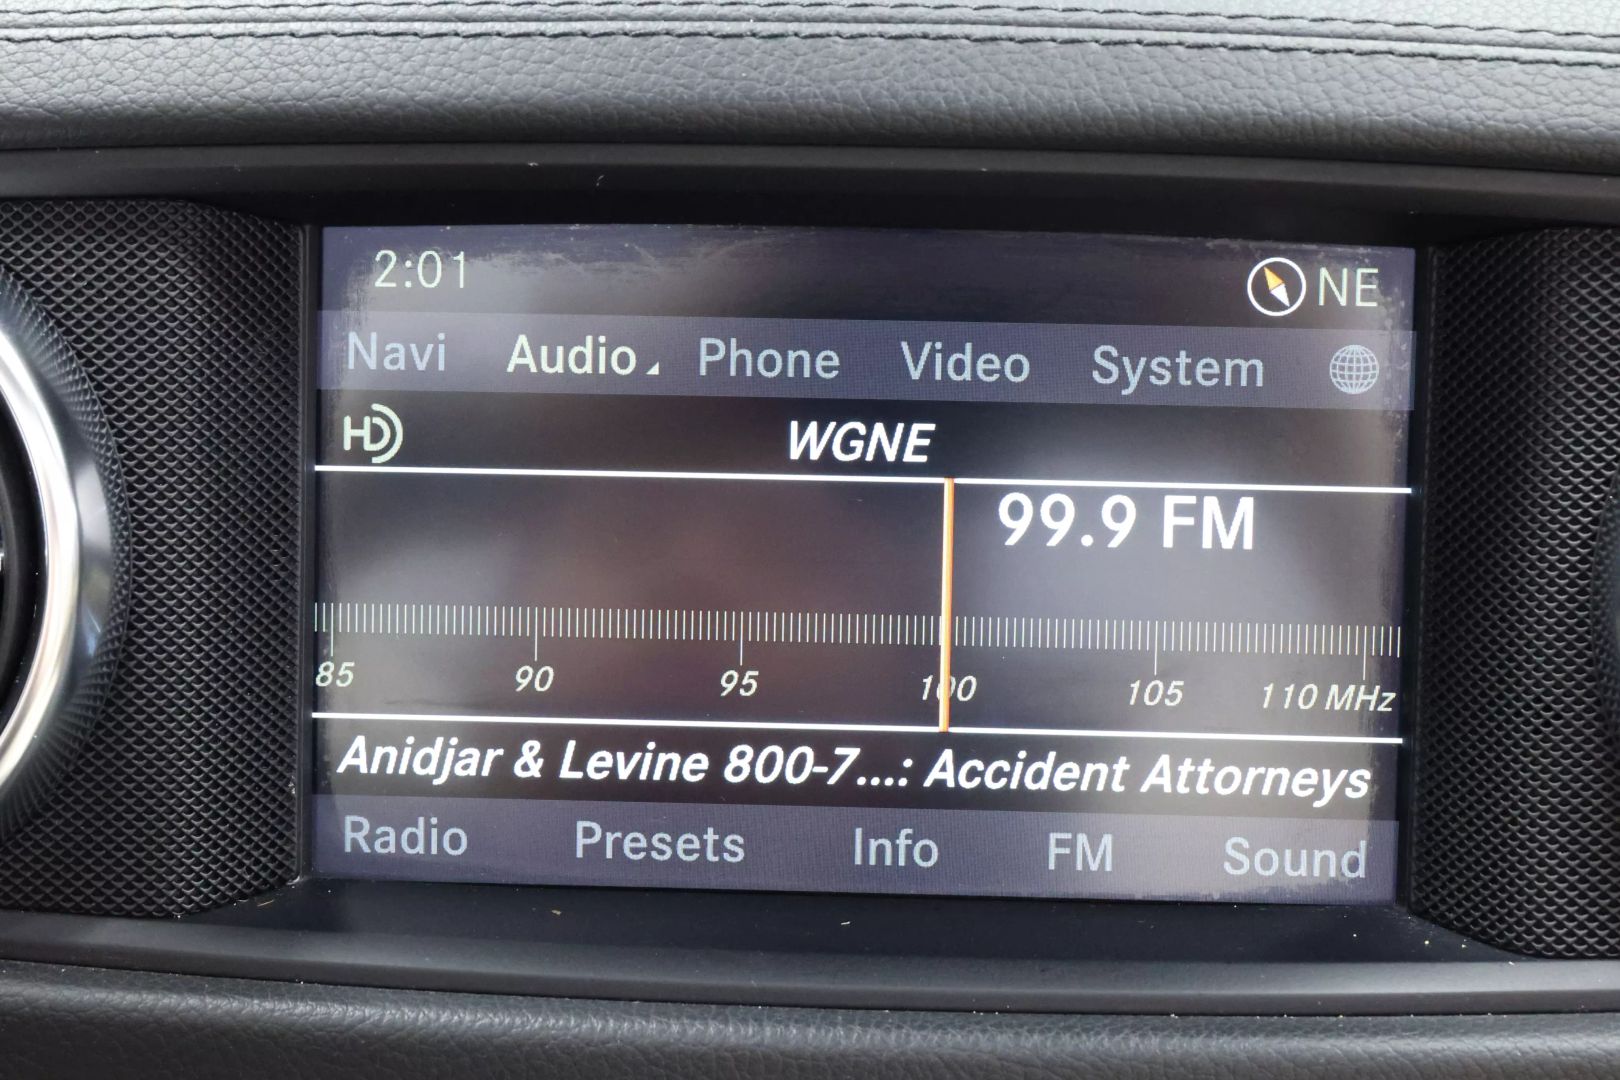 2:01 NE
Navi Audio Phone Video System
HD WGNE
99.9 FM
85 90 95 100 105 110 MHz
Anidjar & Levine 800-7...: Accident Attorneys
Radio Presets Info FM Sound